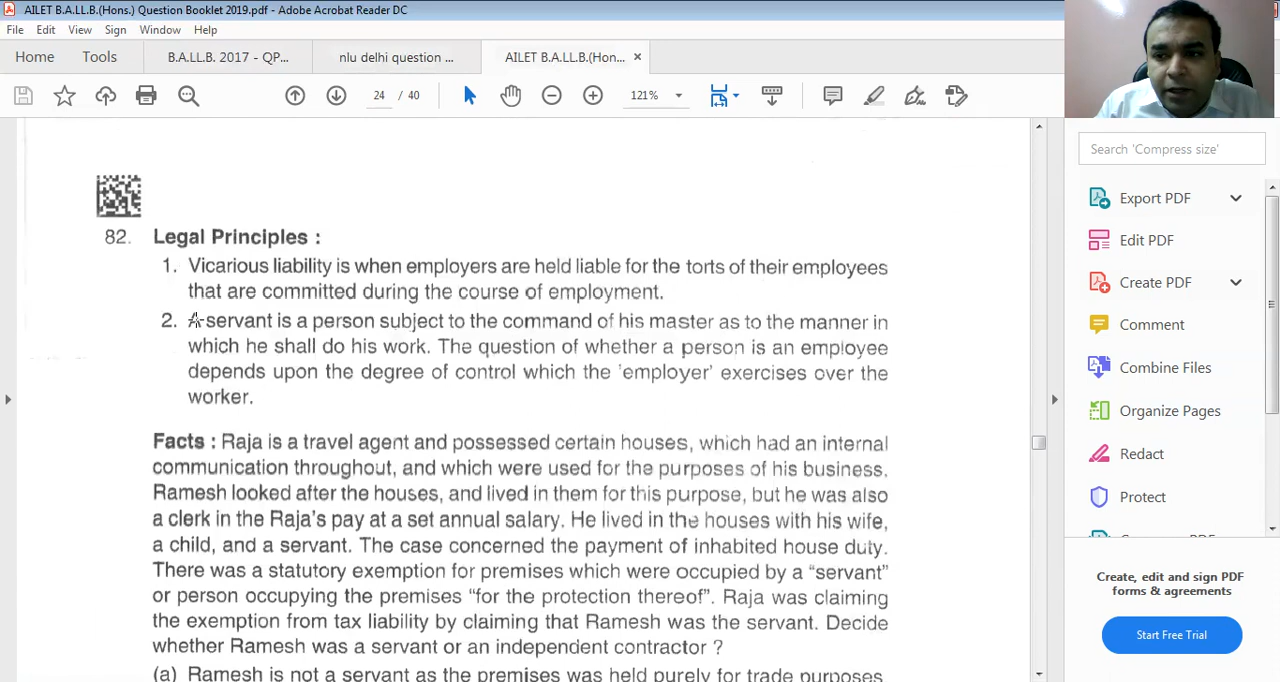 AILET B.A.LL.B.(Hons.) Question Booklet 2019.pdf - Adobe Acrobat Reader DC
File Edit View Sign Window Help
Home Tools B.A.LL.B. 2017 - QP... nlu delhi question ... AILET B.A.LL.B.(Hon... ×
24 / 40 121%
Search 'Compress size'
82. Legal Principles :
1. Vicarious liability is when employers are held liable for the torts of their employees
that are committed during the course of employment.
2. A servant is a person subject to the command of his master as to the manner in
which he shall do his work. The question of whether a person is an employee
depends upon the degree of control which the 'employer' exercises over the
worker.
Facts : Raja is a travel agent and possessed certain houses, which had an internal
communication throughout, and which were used for the purposes of his business.
Ramesh looked after the houses, and lived in them for this purpose, but he was also
a clerk in the Raja's pay at a set annual salary. He lived in the houses with his wife,
a child, and a servant. The case concerned the payment of inhabited house duty.
There was a statutory exemption for premises which were occupied by a "servant"
or person occupying the premises "for the protection thereof". Raja was claiming
the exemption from tax liability by claiming that Ramesh was the servant. Decide
whether Ramesh was a servant or an independent contractor ?
(a) Ramesh is not a servant as the premises was held purely for trade purposes
Export PDF
Edit PDF
Create PDF
Comment
Combine Files
Organize Pages
Redact
Protect
Create, edit and sign PDF
forms & agreements
Start Free Trial